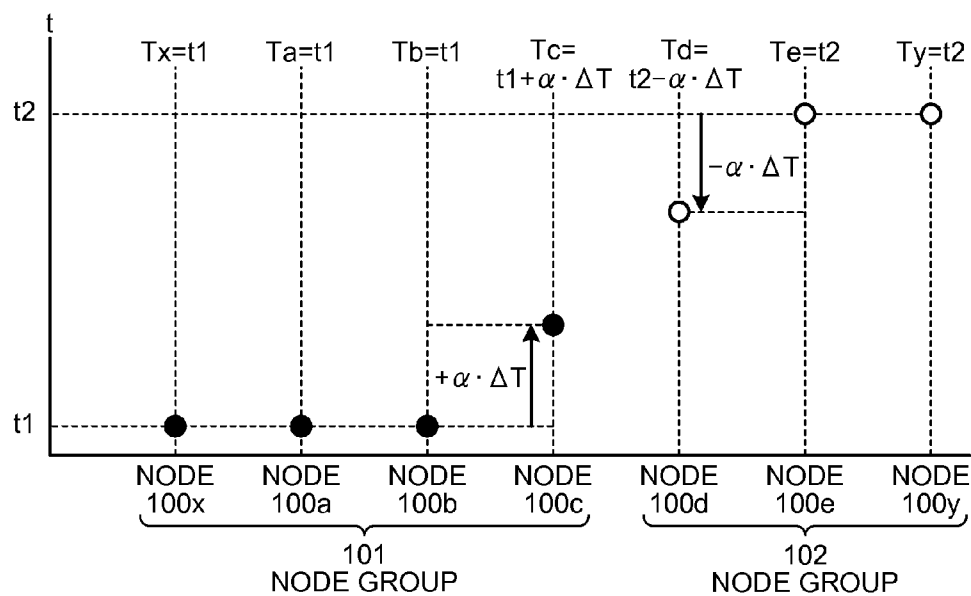 t
Tx=t1
Ta=t1
Tb=t1
Tc=
t1+α·ΔT
Td=
t2−α·ΔT
Te=t2
Ty=t2
t2
−α·ΔT
+α·ΔT
t1
NODE
100x
NODE
100a
NODE
100b
NODE
100c
NODE
100d
NODE
100e
NODE
100y
101
NODE GROUP
102
NODE GROUP